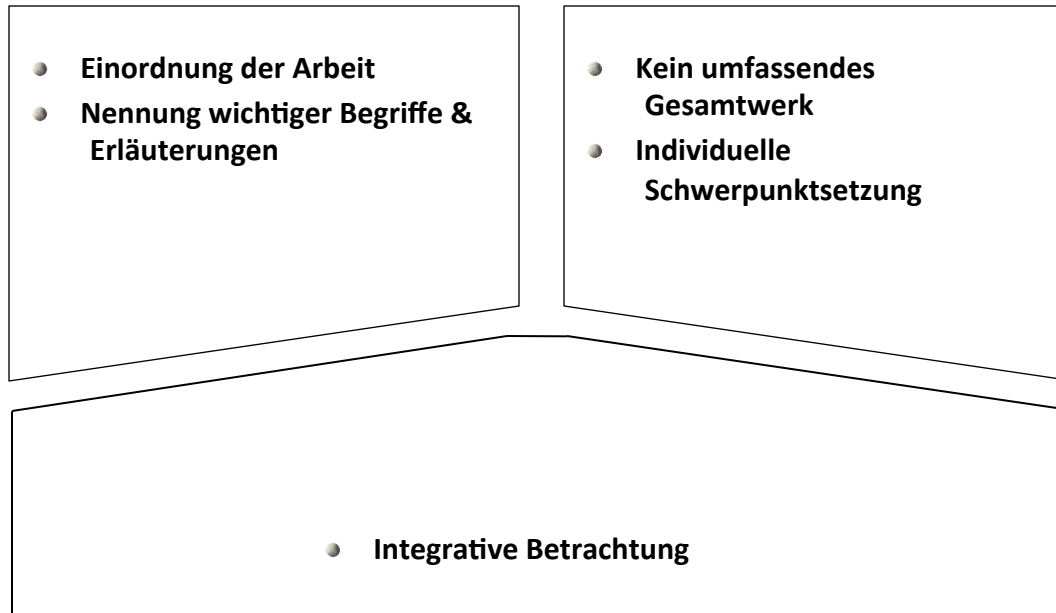 Einordnung der Arbeit
Nennung wichtiger Begriffe &
Erläuterungen
Kein umfassendes
Gesamtwerk
Individuelle
Schwerpunktsetzung
Integrative Betrachtung